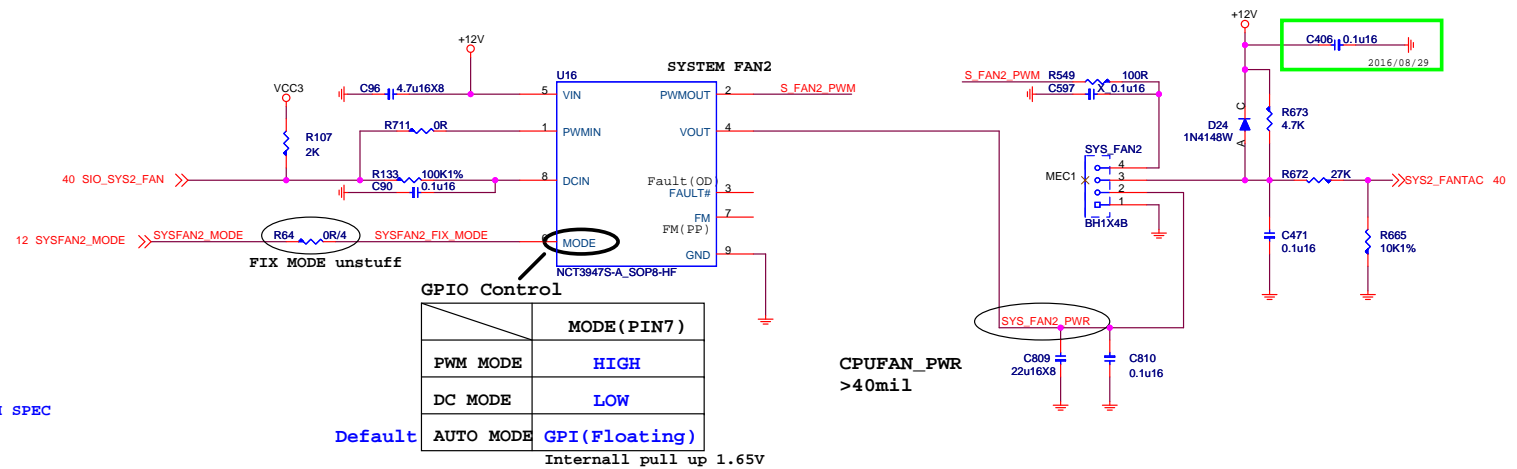 +12V
C406 0.1u16
2016/08/29
+12V
SYSTEM FAN2
U16
VCC3
C96 4.7u16X8
5 VIN
PWMOUT 2
S_FAN2_PWM
S_FAN2_PWM R549 100R
C597 X_0.1u16
R711 0R
1 PWMIN
VOUT 4
R107
2K
D24
1N4148W
C
A
R673
4.7K
SYS_FAN2
4
3
2
1
MEC1
BH1X4B
40 SIO_SYS2_FAN
R133 100K1%
C90 0.1u16
8 DCIN
Fault(OD)
FAULT# 3
R672 27K
SYS2_FANTAC 40
FM 7
FM(PP)
12 SYSFAN2_MODE
SYSFAN2_MODE
R64 0R/4
SYSFAN2_FIX_MODE
MODE
GND 9
C471
0.1u16
R665
10K1%
FIX MODE unstuff
NCT3947S-A_SOP8-HF
GPIO Control
MODE(PIN7)
PWM MODE HIGH
DC MODE LOW
Default AUTO MODE GPI(Floating)
Internall pull up 1.65V
SYS_FAN2_PWR
C809
22u16X8
C810
0.1u16
CPUFAN_PWR
>40mil
SPEC